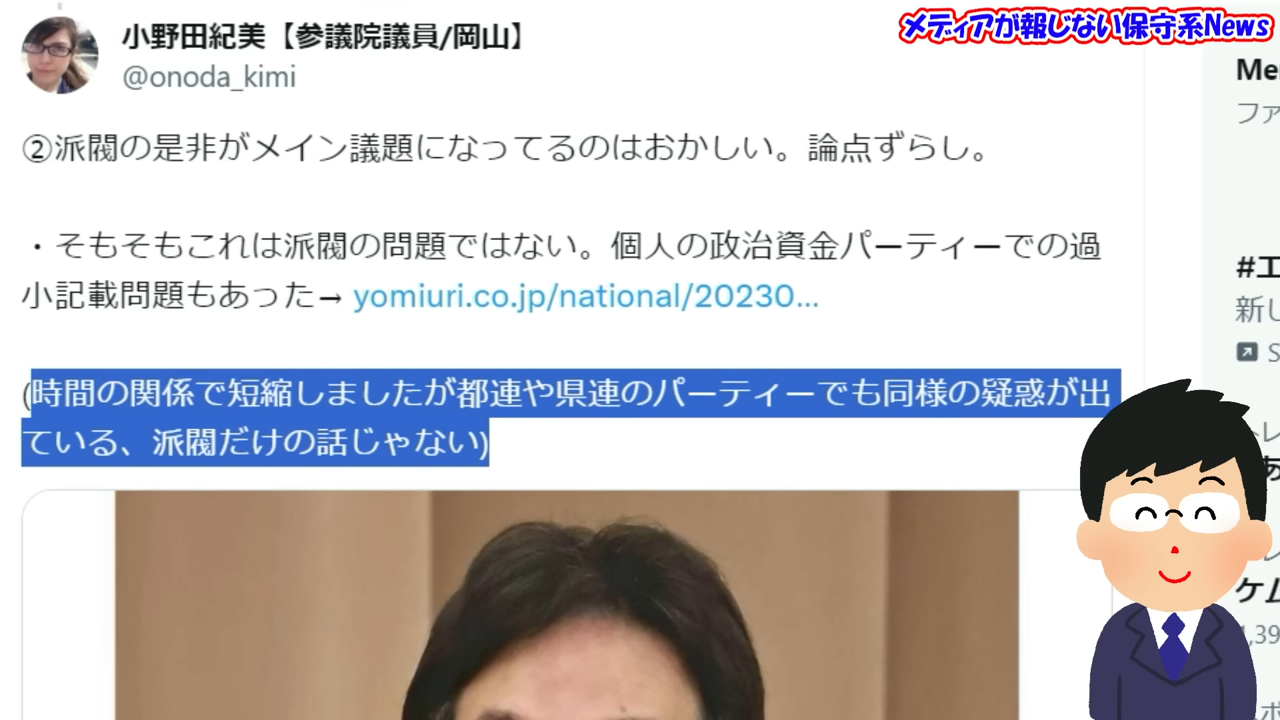 メディアが報じない保守系News
小野田紀美【参議院議員/岡山】
@onoda_kimi
②派閥の是非がメイン議題になってるのはおかしい。論点ずらし。
・そもそもこれは派閥の問題ではない。個人の政治資金パーティーでの過
小記載問題もあった→ yomiuri.co.jp/national/20230…
(時間の関係で短縮しましたが都連や県連のパーティーでも同様の疑惑が出
ている、派閥だけの話じゃない)
Me
ファ
#エ
新し
S